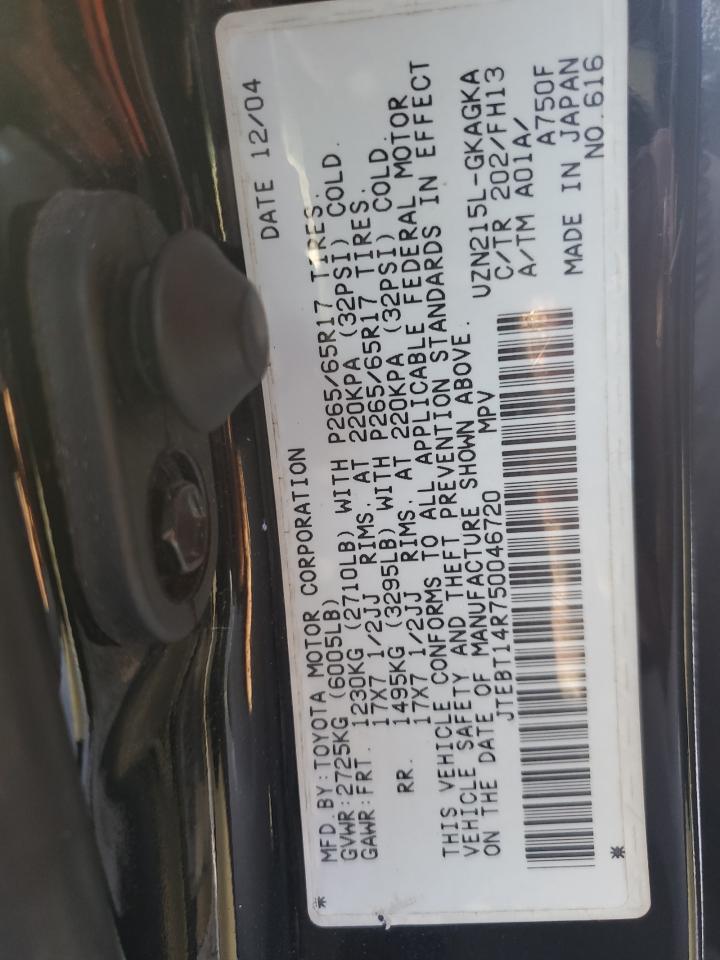 MFD. BY: TOYOTA MOTOR CORPORATION DATE 12/04
GVWR: 2725KG (6005LB)
GAWR: FRT. 1230KG (2710LB) WITH P265/65R17 TIRES.
17X7 1/2JJ RIMS. AT 220KPA (32PSI) COLD.
RR. 1495KG (3295LB) WITH P265/65R17 TIRES.
17X7 1/2JJ RIMS. AT 220KPA (32PSI) COLD.
THIS VEHICLE CONFORMS TO ALL APPLICABLE FEDERAL MOTOR
VEHICLE SAFETY AND THEFT PREVENTION STANDARDS IN EFFECT
ON THE DATE OF MANUFACTURE SHOWN ABOVE.
JTEBT14R750046720 MPV
UZN215L-GKAGKA
C/TR 202/FH13
A/TM A01A/
A750F
MADE IN JAPAN
NO. 616